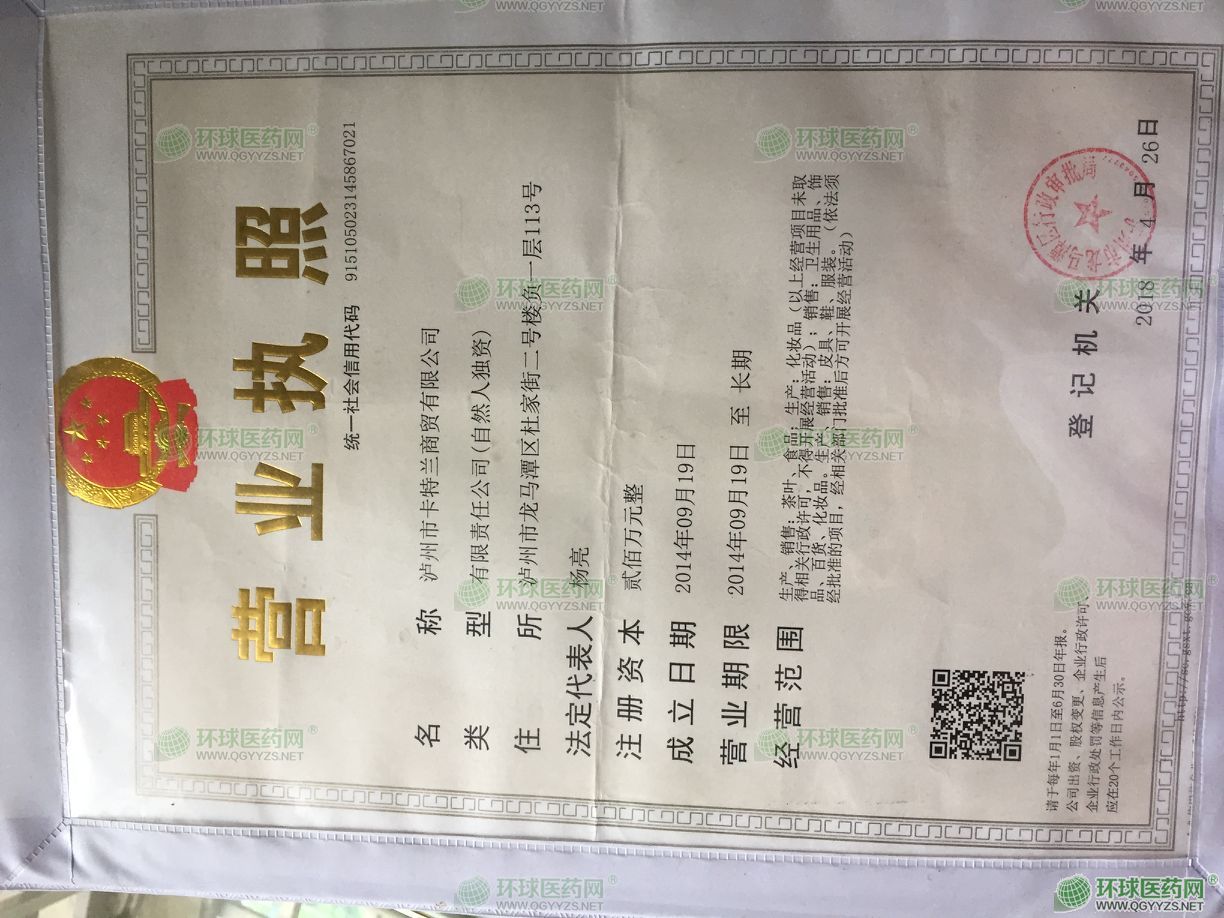 营业执照
统一社会信用代码 915105023145867021
名称 泸州市卡特兰商贸有限公司
类型 有限责任公司(自然人独资)
住所 泸州市龙马潭区杜家街二号楼负一层113号
法定代表人 杨亮
注册资本 贰佰万元整
成立日期 2014年09月19日
营业期限 2014年09月19日 至 长期
经营范围 生产、销售:茶叶、食品;生产:化妆品(以上经营项目未取
得相关行政许可,不得开展经营活动);销售:卫生用品、饰
品、百货、化妆品。生产、销售:皮具、鞋、服装。(依法须
经批准的项目,经相关部门批准后方可开展经营活动)
登记机关
2018 年 4 月 26日
请于每年1月1日至6月30日年报。
公司出资、股权变更、企业行政许可、
企业行政处罚等信息产生后
应在20个工作日内公示。
环球医药网®
WWW.QGYYZS.NET